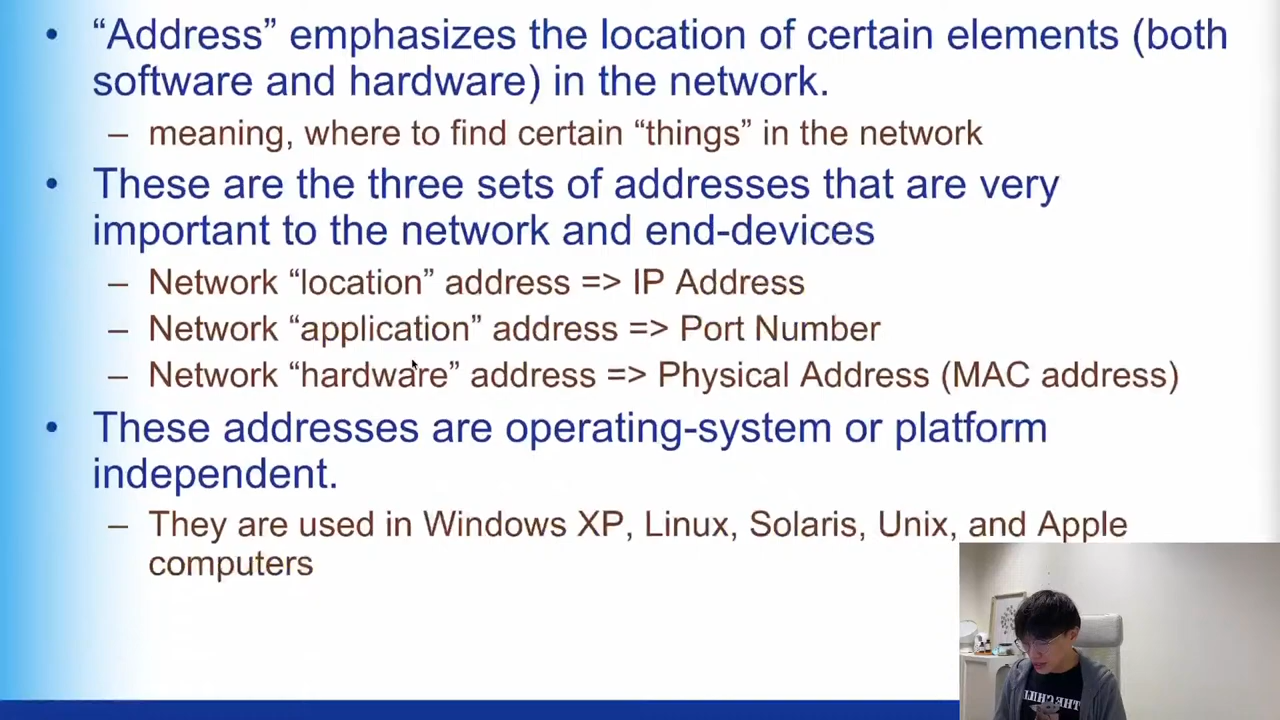 • “Address” emphasizes the location of certain elements (both
software and hardware) in the network.
– meaning, where to find certain “things” in the network
• These are the three sets of addresses that are very
important to the network and end-devices
– Network “location” address => IP Address
– Network “application” address => Port Number
– Network “hardware” address => Physical Address (MAC address)
• These addresses are operating-system or platform
independent.
– They are used in Windows XP, Linux, Solaris, Unix, and Apple
computers
THE CHILL